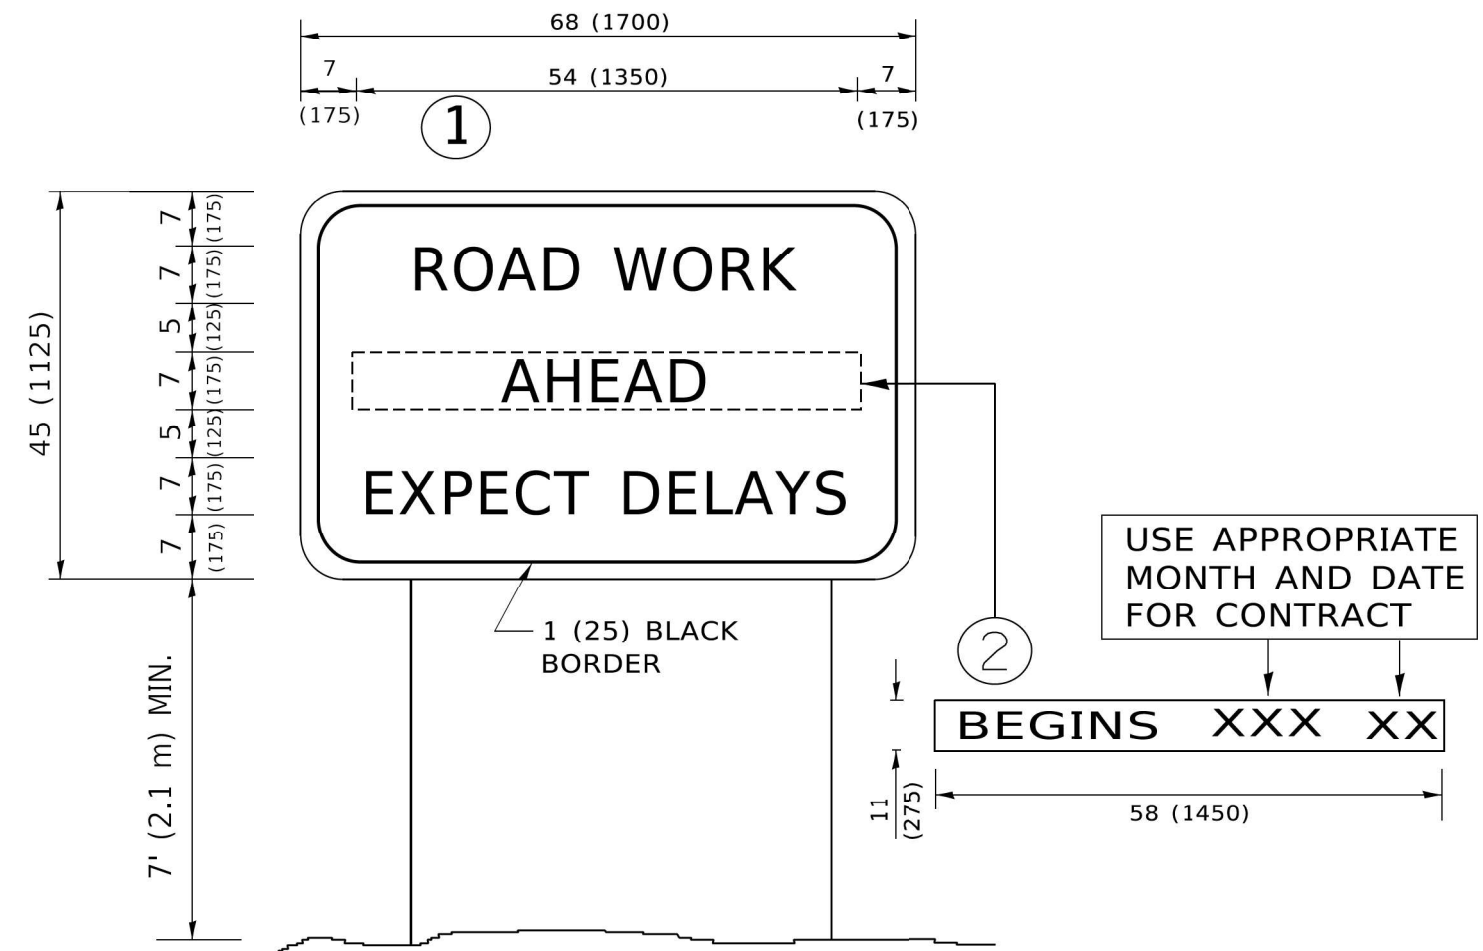 68 (1700)
7 54 (1350) 7
(175) (175)
1
7 (175)
7 (175)
5 (125)
7 (175)
5 (125)
7 (175)
7 (175)
45 (1125)
ROAD WORK
AHEAD
EXPECT DELAYS
1 (25) BLACK
BORDER
7' (2.1 m) MIN.
2
USE APPROPRIATE
MONTH AND DATE
FOR CONTRACT
BEGINS XXX XX
11
(275)
58 (1450)